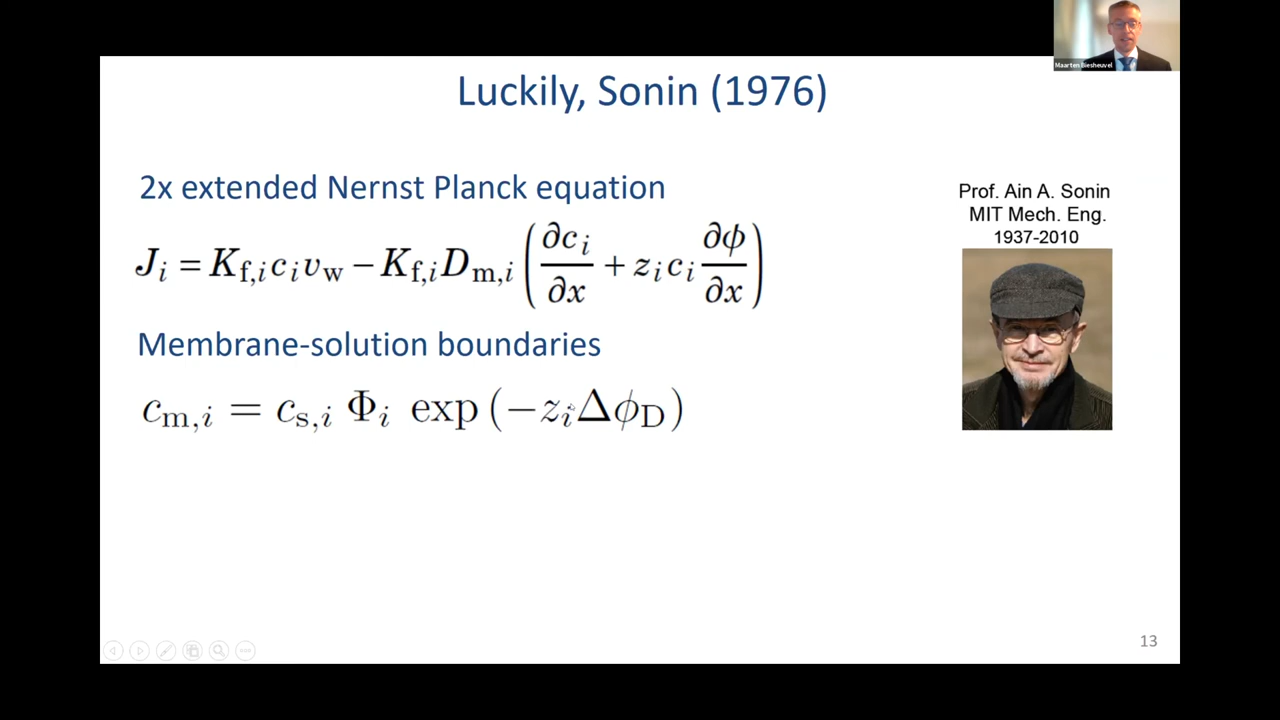 Maarten Biesheuvel
Luckily, Sonin (1976)
2x extended Nernst Planck equation
Prof. Ain A. Sonin
MIT Mech. Eng.
1937-2010
J_i = K_{f,i} c_i v_w − K_{f,i} D_{m,i} ( ∂c_i/∂x + z_i c_i ∂ϕ/∂x )
Membrane-solution boundaries
c_{m,i} = c_{s,i} Φ_i exp (−z_i Δϕ_D)
13